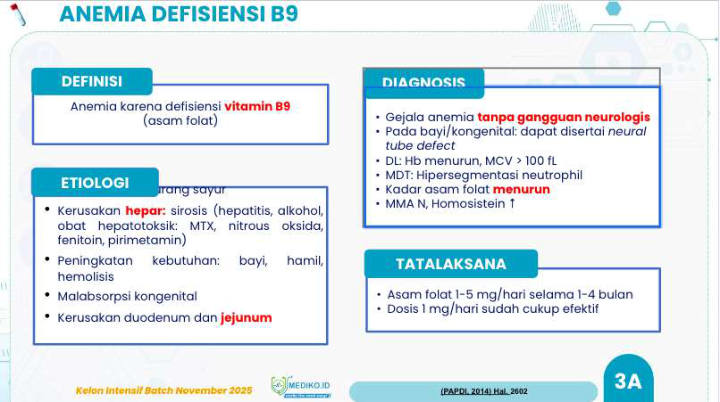 ANEMIA DEFISIENSI B9
DEFINISI
Anemia karena defisiensi vitamin B9
(asam folat)
ETIOLOGI
rang sayur
• Kerusakan hepar: sirosis (hepatitis, alkohol,
obat hepatotoksik: MTX, nitrous oksida,
fenitoin, pirimetamin)
• Peningkatan kebutuhan: bayi, hamil,
hemolisis
• Malabsorpsi kongenital
• Kerusakan duodenum dan jejunum
DIAGNOSIS
• Gejala anemia tanpa gangguan neurologis
• Pada bayi/kongenital: dapat disertai neural
tube defect
• DL: Hb menurun, MCV > 100 fL
• MDT: Hipersegmentasi neutrophil
• Kadar asam folat menurun
• MMA N, Homosistein ↑
TATALAKSANA
• Asam folat 1-5 mg/hari selama 1-4 bulan
• Dosis 1 mg/hari sudah cukup efektif
Kelon Intensif Batch November 2025
MEDIKO.ID
(PAPDI, 2014) Hal. 2602
3A